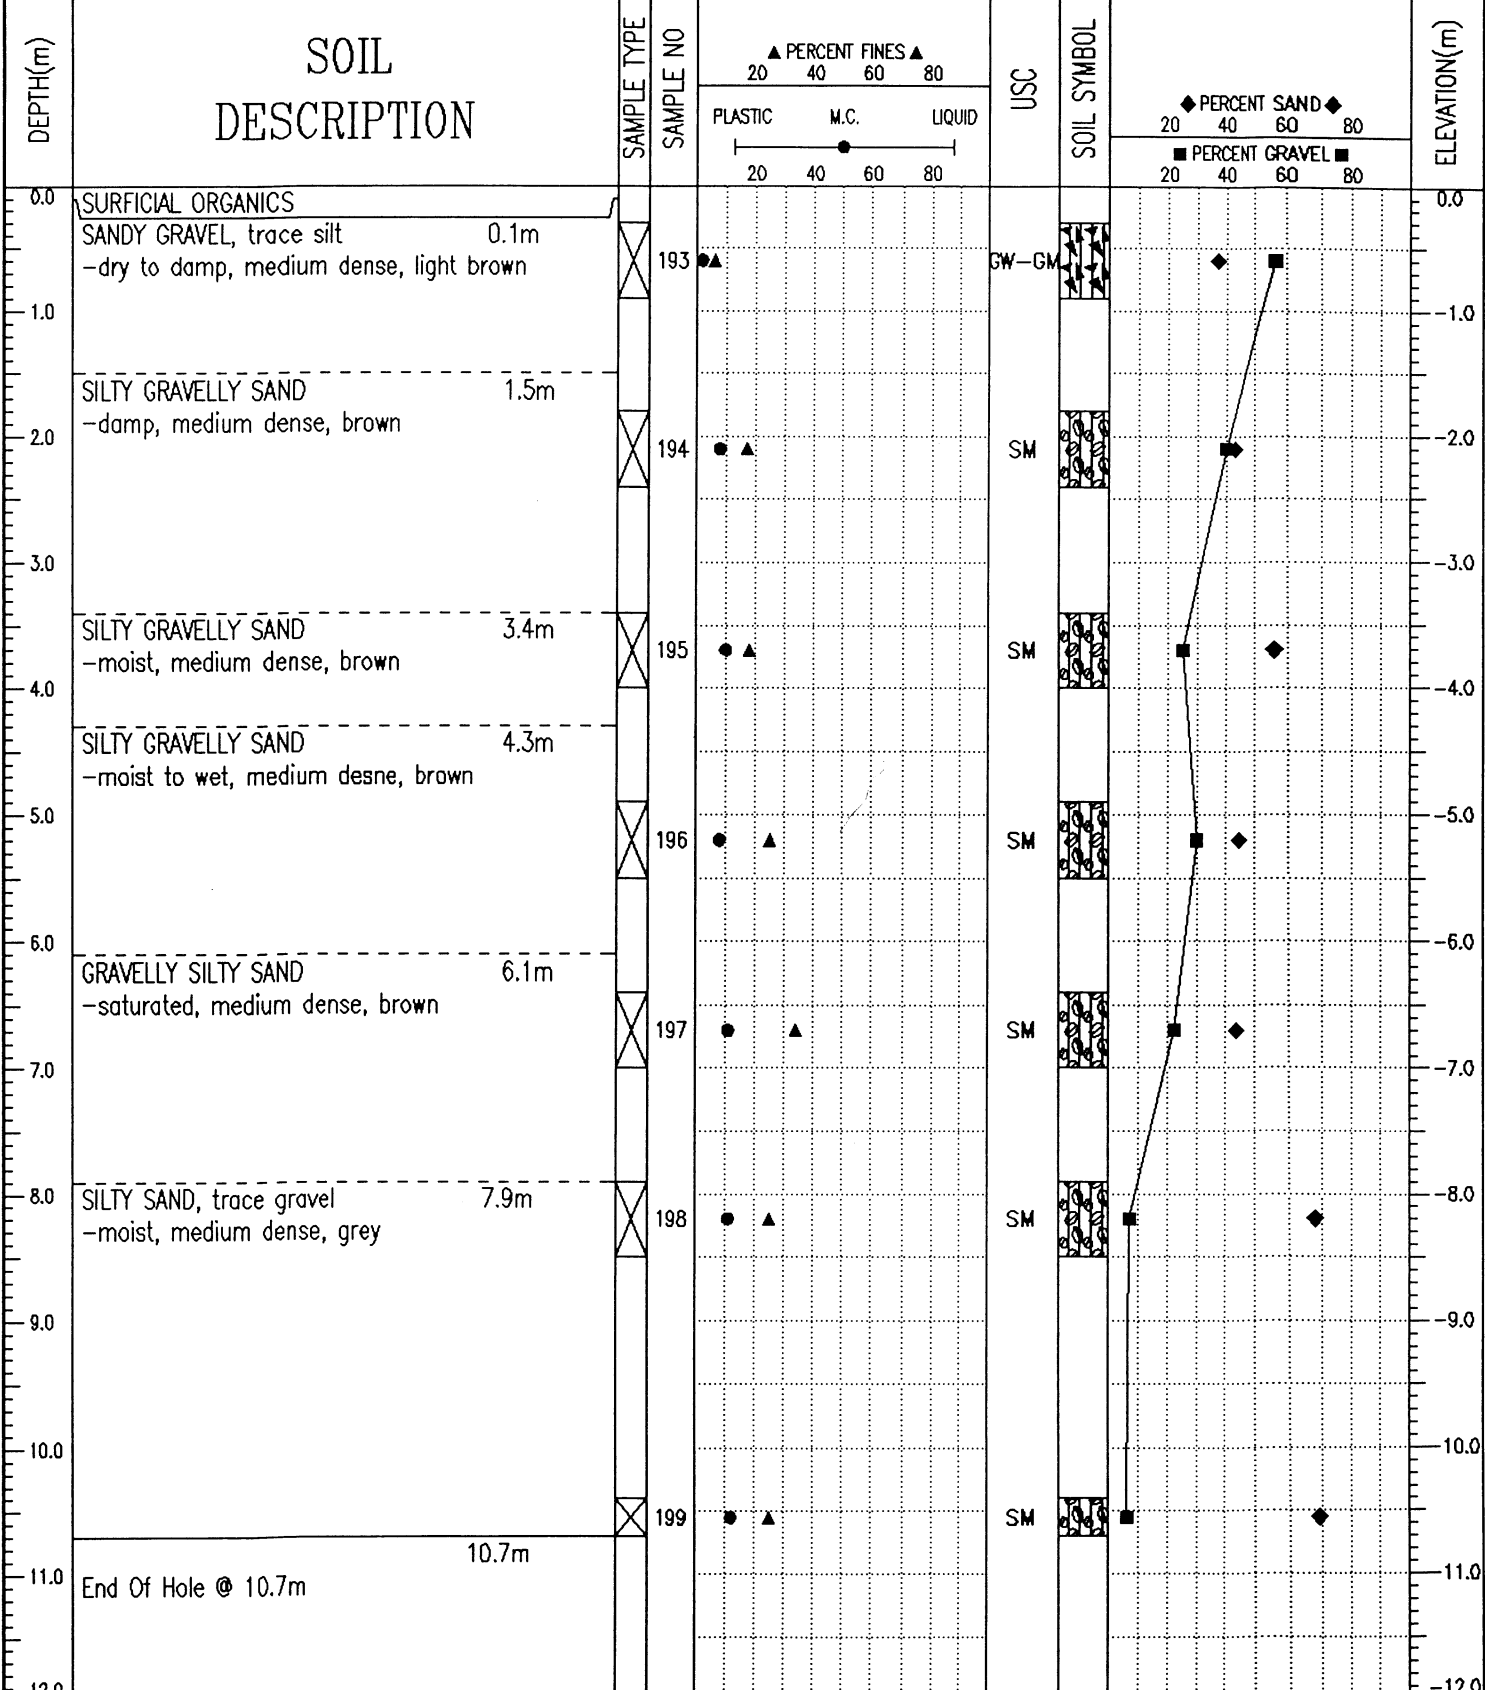 DEPTH(m)
SOIL
DESCRIPTION
SAMPLE TYPE
SAMPLE NO
▲ PERCENT FINES ▲
20 40 60 80
PLASTIC M.C. LIQUID
20 40 60 80
USC
SOIL SYMBOL
◆ PERCENT SAND ◆
20 40 60 80
■ PERCENT GRAVEL ■
20 40 60 80
ELEVATION(m)
0.0 SURFICIAL ORGANICS 0.0
SANDY GRAVEL, trace silt 0.1m
-dry to damp, medium dense, light brown 193 GW-GM
1.0 -1.0
SILTY GRAVELLY SAND 1.5m
-damp, medium dense, brown
2.0 194 SM -2.0
3.0 -3.0
SILTY GRAVELLY SAND 3.4m
-moist, medium dense, brown 195 SM
4.0 -4.0
SILTY GRAVELLY SAND 4.3m
-moist to wet, medium desne, brown
5.0 196 SM -5.0
6.0 -6.0
GRAVELLY SILTY SAND 6.1m
-saturated, medium dense, brown
197 SM
7.0 -7.0
8.0 SILTY SAND, trace gravel 7.9m -8.0
-moist, medium dense, grey 198 SM
9.0 -9.0
10.0 -10.0
199 SM
10.7m
11.0 End Of Hole @ 10.7m -11.0
12.0 -12.0